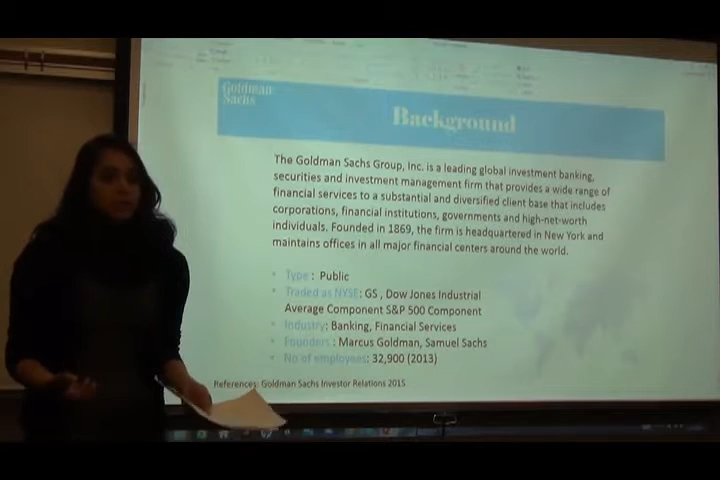 Goldman
Sachs
Background
The Goldman Sachs Group, Inc. is a leading global investment banking,
securities and investment management firm that provides a wide range of
financial services to a substantial and diversified client base that includes
corporations, financial institutions, governments and high-net-worth
individuals. Founded in 1869, the firm is headquartered in New York and
maintains offices in all major financial centers around the world.
• Type : Public
• Traded as NYSE: GS , Dow Jones Industrial
Average Component S&P 500 Component
• Industry: Banking, Financial Services
• Founders : Marcus Goldman, Samuel Sachs
• No of employees: 32,900 (2013)
References: Goldman Sachs Investor Relations 2015